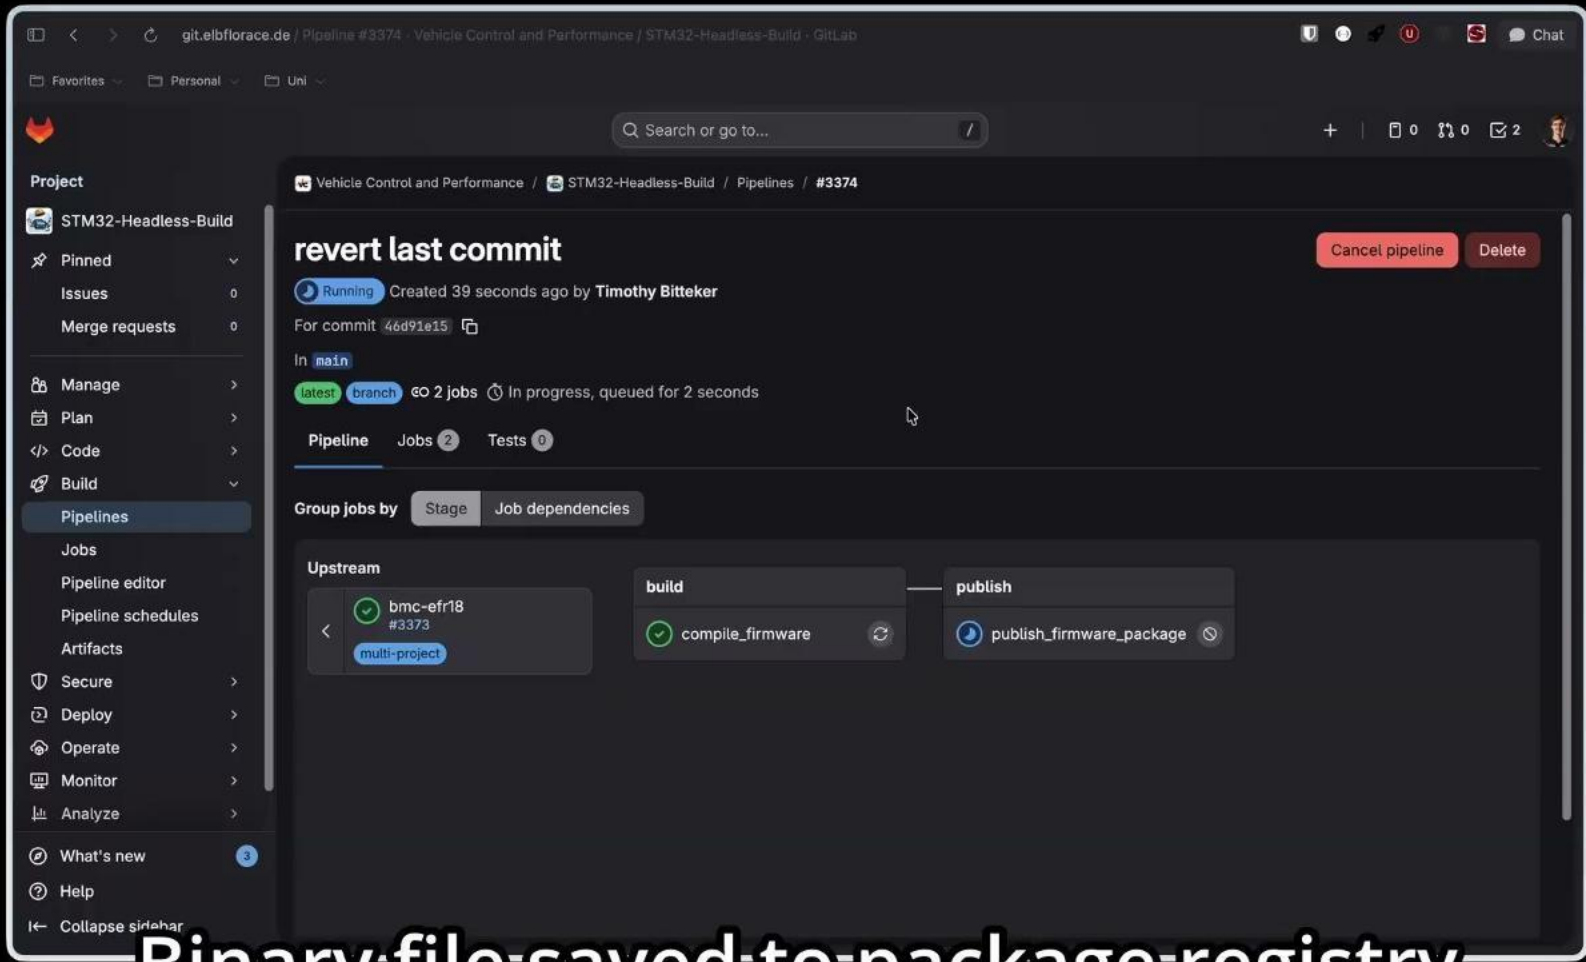 git.elbflorace.de / Pipeline #3374 · Vehicle Control and Performance / STM32-Headless-Build · GitLab
Chat
Favorites Personal Uni
Search or go to... /
0 0 2
Project
STM32-Headless-Build
Pinned
Issues 0
Merge requests 0
Manage
Plan
Code
Build
Pipelines
Jobs
Pipeline editor
Pipeline schedules
Artifacts
Secure
Deploy
Operate
Monitor
Analyze
What's new 3
Help
Collapse sidebar
Vehicle Control and Performance / STM32-Headless-Build / Pipelines / #3374
revert last commit
Cancel pipeline Delete
Running Created 39 seconds ago by Timothy Bitteker
For commit 46d91e15
In main
latest branch 2 jobs In progress, queued for 2 seconds
Pipeline Jobs 2 Tests 0
Group jobs by Stage Job dependencies
Upstream
bmc-efr18
#3373
multi-project
build
compile_firmware
publish
publish_firmware_package
Binary file saved to package registry